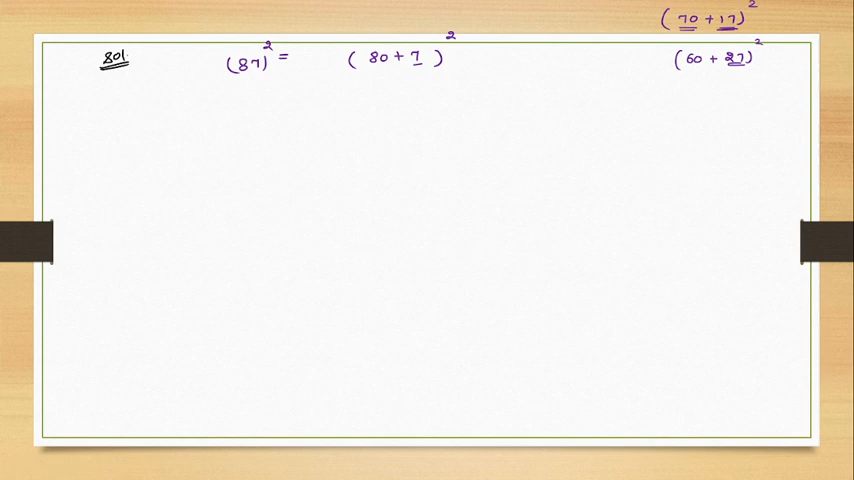 (70 + 17)²
sol. (87)² = (80 + 7)² (60 + 27)²